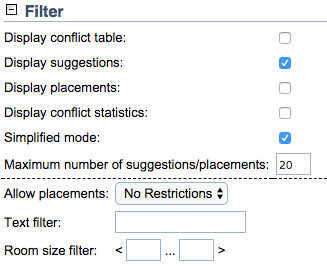 Filter
Display conflict table:
Display suggestions:
Display placements:
Display conflict statistics:
Simplified mode:
Maximum number of suggestions/placements: 20
Allow placements: No Restrictions
Text filter:
Room size filter: < ... >